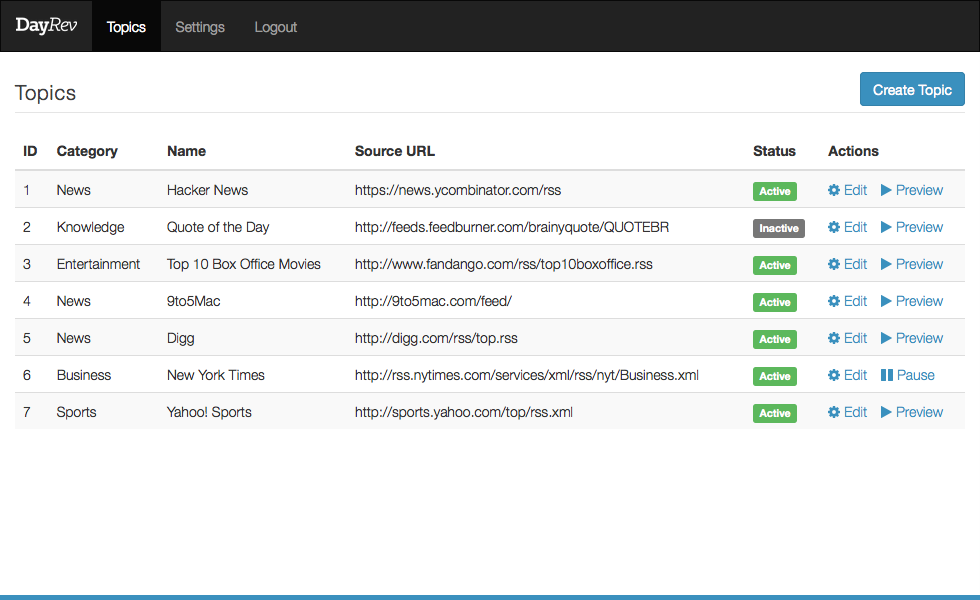 DayRev Topics Settings Logout
Topics Create Topic
ID Category Name Source URL Status Actions
1 News Hacker News https://news.ycombinator.com/rss Active Edit Preview
2 Knowledge Quote of the Day http://feeds.feedburner.com/brainyquote/QUOTEBR Inactive Edit Preview
3 Entertainment Top 10 Box Office Movies http://www.fandango.com/rss/top10boxoffice.rss Active Edit Preview
4 News 9to5Mac http://9to5mac.com/feed/ Active Edit Preview
5 News Digg http://digg.com/rss/top.rss Active Edit Preview
6 Business New York Times http://rss.nytimes.com/services/xml/rss/nyt/Business.xml Active Edit Pause
7 Sports Yahoo! Sports http://sports.yahoo.com/top/rss.xml Active Edit Preview